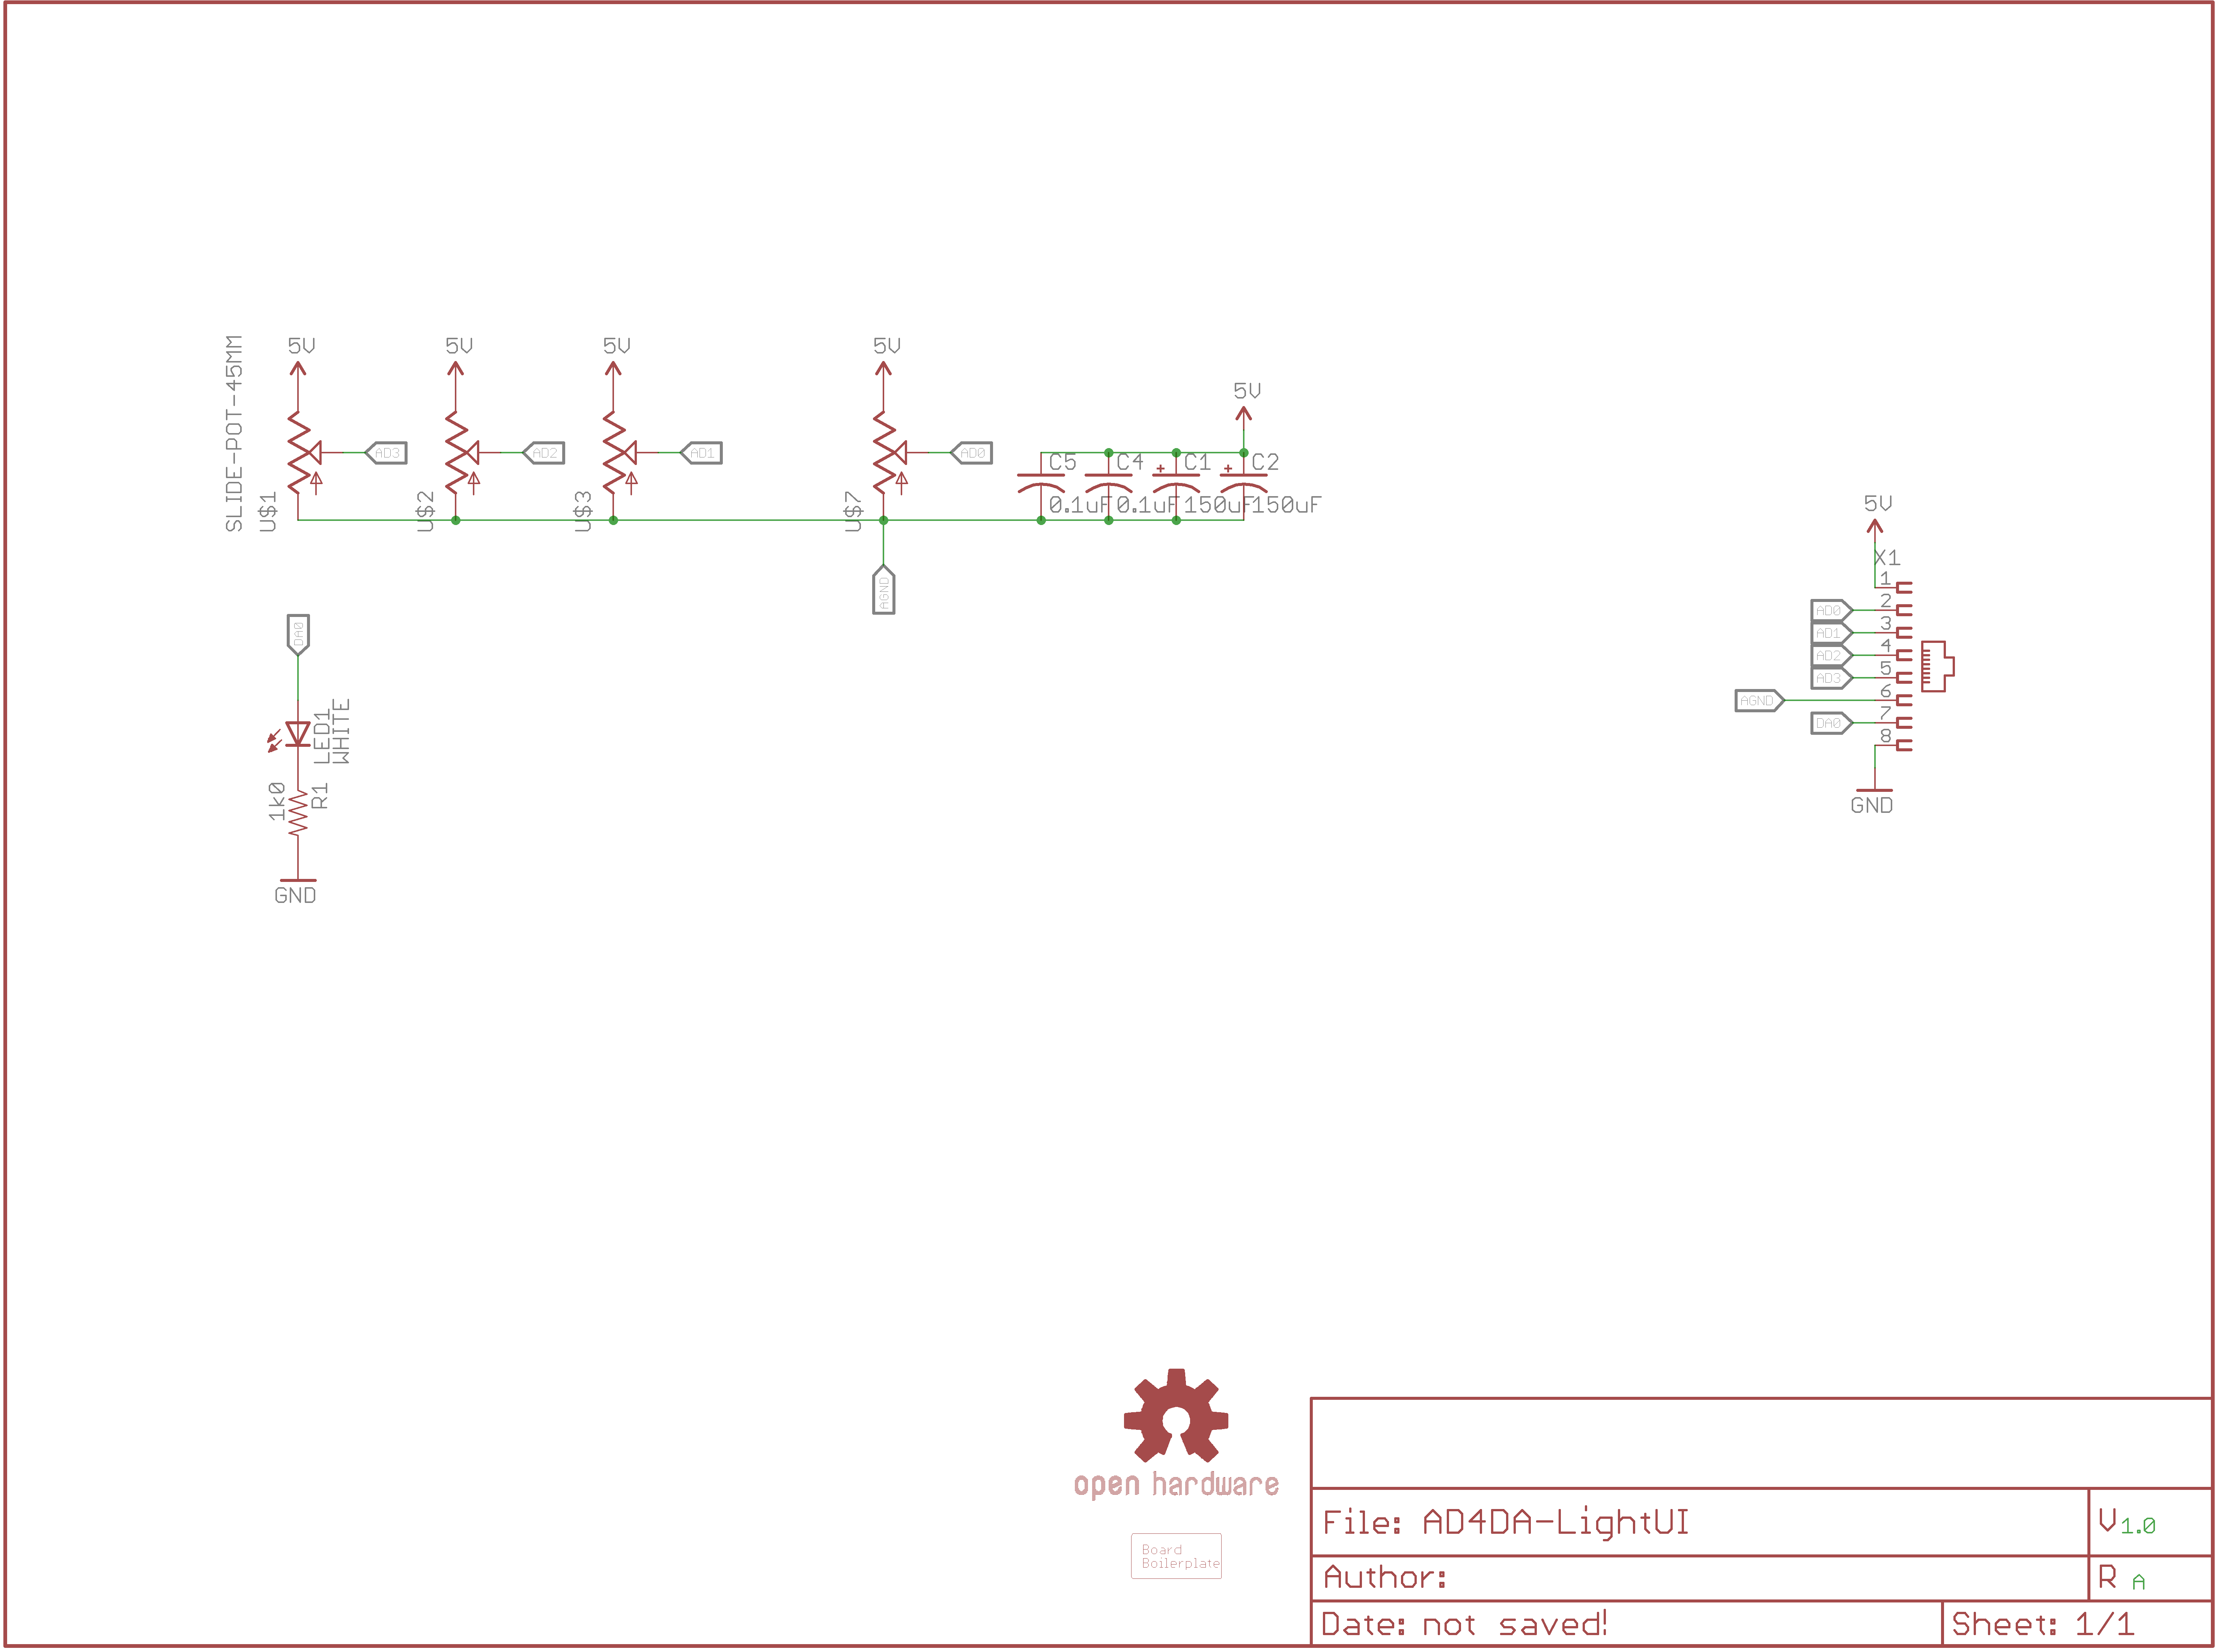 SLIDE-POT-45MM
U$1
5V
AD3
U$2
5V
AD2
U$3
5V
AD1
U$7
5V
AD0
AGND
5V
C5
0.1uF
C4
0.1uF
C1
150uF
C2
150uF
DA0
LED1
WHITE
1k0
R1
GND
5V
X1
1
AD0
2
AD1
3
AD2
4
AD3
5
AGND
6
DA0
7
8
GND
open hardware
Board
Boilerplate
File: AD4DA-LightUI
V 1.0
Author:
R A
Date: not saved!
Sheet: 1/1